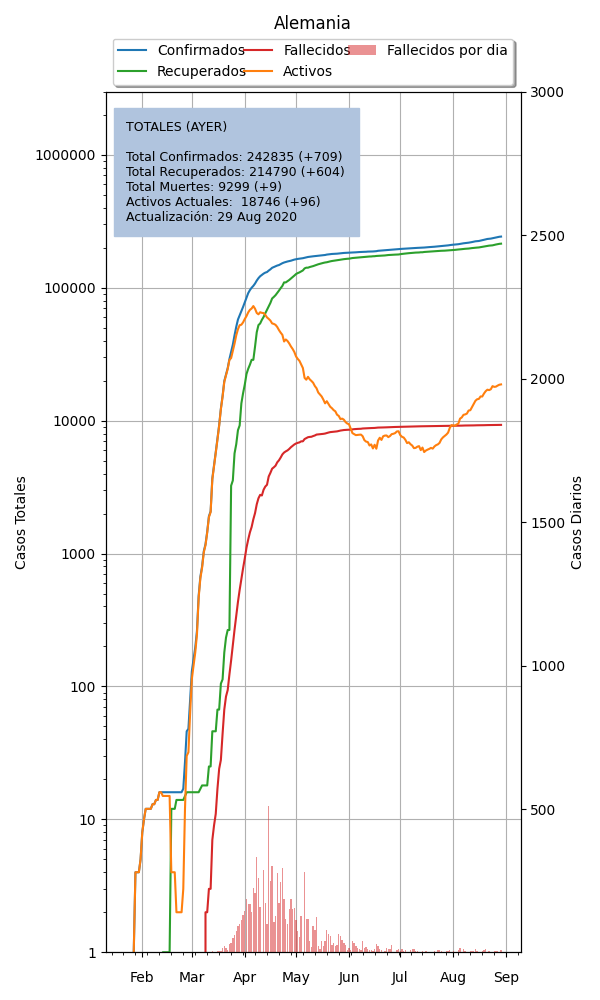 Alemania
Confirmados Fallecidos Fallecidos por dia
Recuperados Activos
TOTALES (AYER)
Total Confirmados: 242835 (+709)
Total Recuperados: 214790 (+604)
Total Muertes: 9299 (+9)
Activos Actuales:  18746 (+96)
Actualización: 29 Aug 2020
Casos Totales
1000000
100000
10000
1000
100
10
1
Casos Diarios
3000
2500
2000
1500
1000
500
Feb Mar Apr May Jun Jul Aug Sep